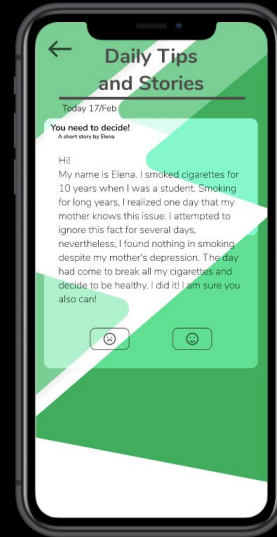 Daily Tips
and Stories
Today 17/Feb
You need to decide!
A short story by Elena
Hi!
My name is Elena. I smoked cigarettes for
10 years when I was a student. Smoking
for long years, I realized one day that my
mother knows this issue. I attempted to
ignore this fact for several days,
nevertheless, I found nothing in smoking
despite my mother's depression. The day
had come to break all my cigarettes and
decide to be healthy. I did it! I am sure you
also can!